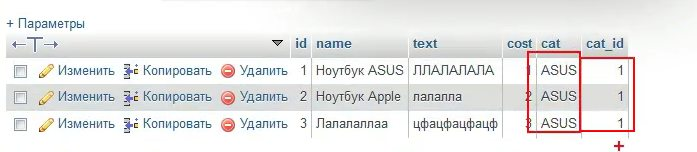 + Параметры
←T→ id name text cost cat cat_id
Изменить Копировать Удалить 1 Ноутбук ASUS ЛЛАЛАЛАЛА 1 ASUS 1
Изменить Копировать Удалить 2 Ноутбук Apple лалалла 2 ASUS 1
Изменить Копировать Удалить 3 Лалалаллаа цфацфацфацф 3 ASUS 1
+